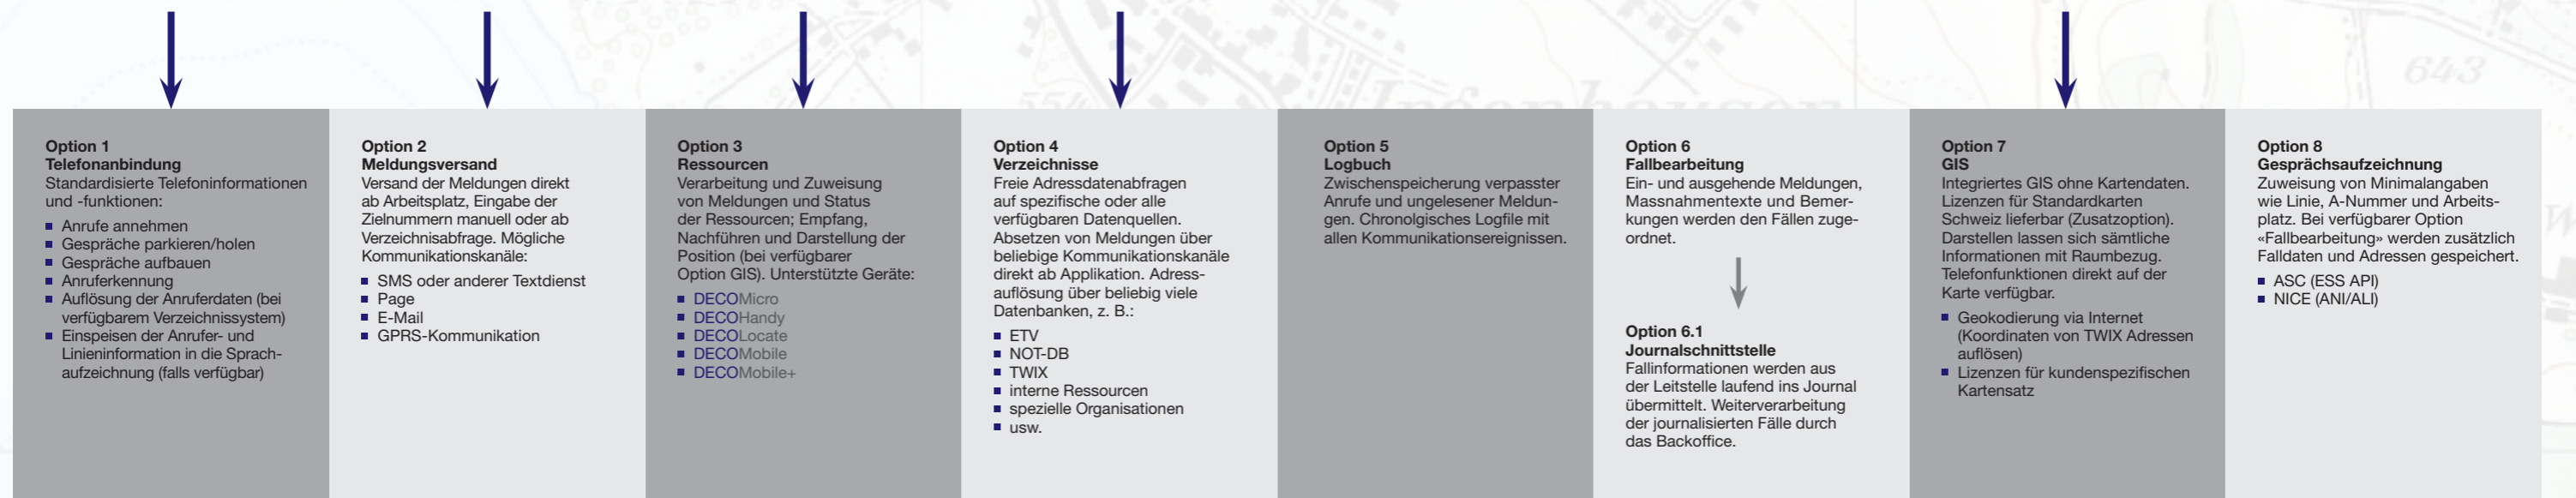 554
Irgenhausen
643
Option 1
Telefonanbindung
Standardisierte Telefoninformationen
und -funktionen:
Anrufe annehmen
Gespräche parkieren/holen
Gespräche aufbauen
Anruferkennung
Auflösung der Anruferdaten (bei
verfügbarem Verzeichnissystem)
Einspeisen der Anrufer- und
Linieninformation in die Sprach-
aufzeichnung (falls verfügbar)
Option 2
Meldungsversand
Versand der Meldungen direkt
ab Arbeitsplatz, Eingabe der
Zielnummern manuell oder ab
Verzeichnisabfrage. Mögliche
Kommunikationskanäle:
SMS oder anderer Textdienst
Page
E-Mail
GPRS-Kommunikation
Option 3
Ressourcen
Verarbeitung und Zuweisung
von Meldungen und Status
der Ressourcen; Empfang,
Nachführen und Darstellung der
Position (bei verfügbarer
Option GIS). Unterstützte Geräte:
DECOMicro
DECOHandy
DECOLocate
DECOMobile
DECOMobile+
Option 4
Verzeichnisse
Freie Adressdatenabfragen
auf spezifische oder alle
verfügbaren Datenquellen.
Absetzen von Meldungen über
beliebige Kommunikationskanäle
direkt ab Applikation. Adress-
auflösung über beliebig viele
Datenbanken, z. B.:
ETV
NOT-DB
TWIX
interne Ressourcen
spezielle Organisationen
usw.
Option 5
Logbuch
Zwischenspeicherung verpasster
Anrufe und ungelesener Meldun-
gen. Chronolgisches Logfile mit
allen Kommunikationsereignissen.
Option 6
Fallbearbeitung
Ein- und ausgehende Meldungen,
Massnahmentexte und Bemer-
kungen werden den Fällen zuge-
ordnet.
Option 6.1
Journalschnittstelle
Fallinformationen werden aus
der Leitstelle laufend ins Journal
übermittelt. Weiterverarbeitung
der journalisierten Fälle durch
das Backoffice.
Option 7
GIS
Integriertes GIS ohne Kartendaten.
Lizenzen für Standardkarten
Schweiz lieferbar (Zusatzoption).
Darstellen lassen sich sämtliche
Informationen mit Raumbezug.
Telefonfunktionen direkt auf der
Karte verfügbar.
Geokodierung via Internet
(Koordinaten von TWIX Adressen
auflösen)
Lizenzen für kundenspezifischen
Kartensatz
Option 8
Gesprächsaufzeichnung
Zuweisung von Minimalangaben
wie Linie, A-Nummer und Arbeits-
platz. Bei verfügbarer Option
«Fallbearbeitung» werden zusätzlich
Falldaten und Adressen gespeichert.
ASC (ESS API)
NICE (ANI/ALI)